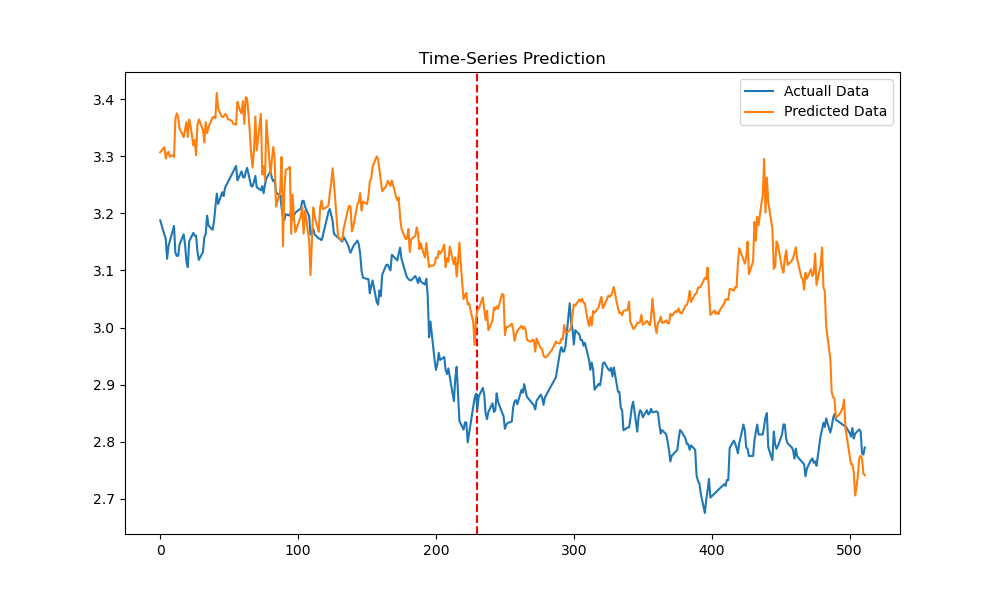 Time-Series Prediction
Actuall Data
Predicted Data
3.4
3.3
3.2
3.1
3.0
2.9
2.8
2.7
0 100 200 300 400 500